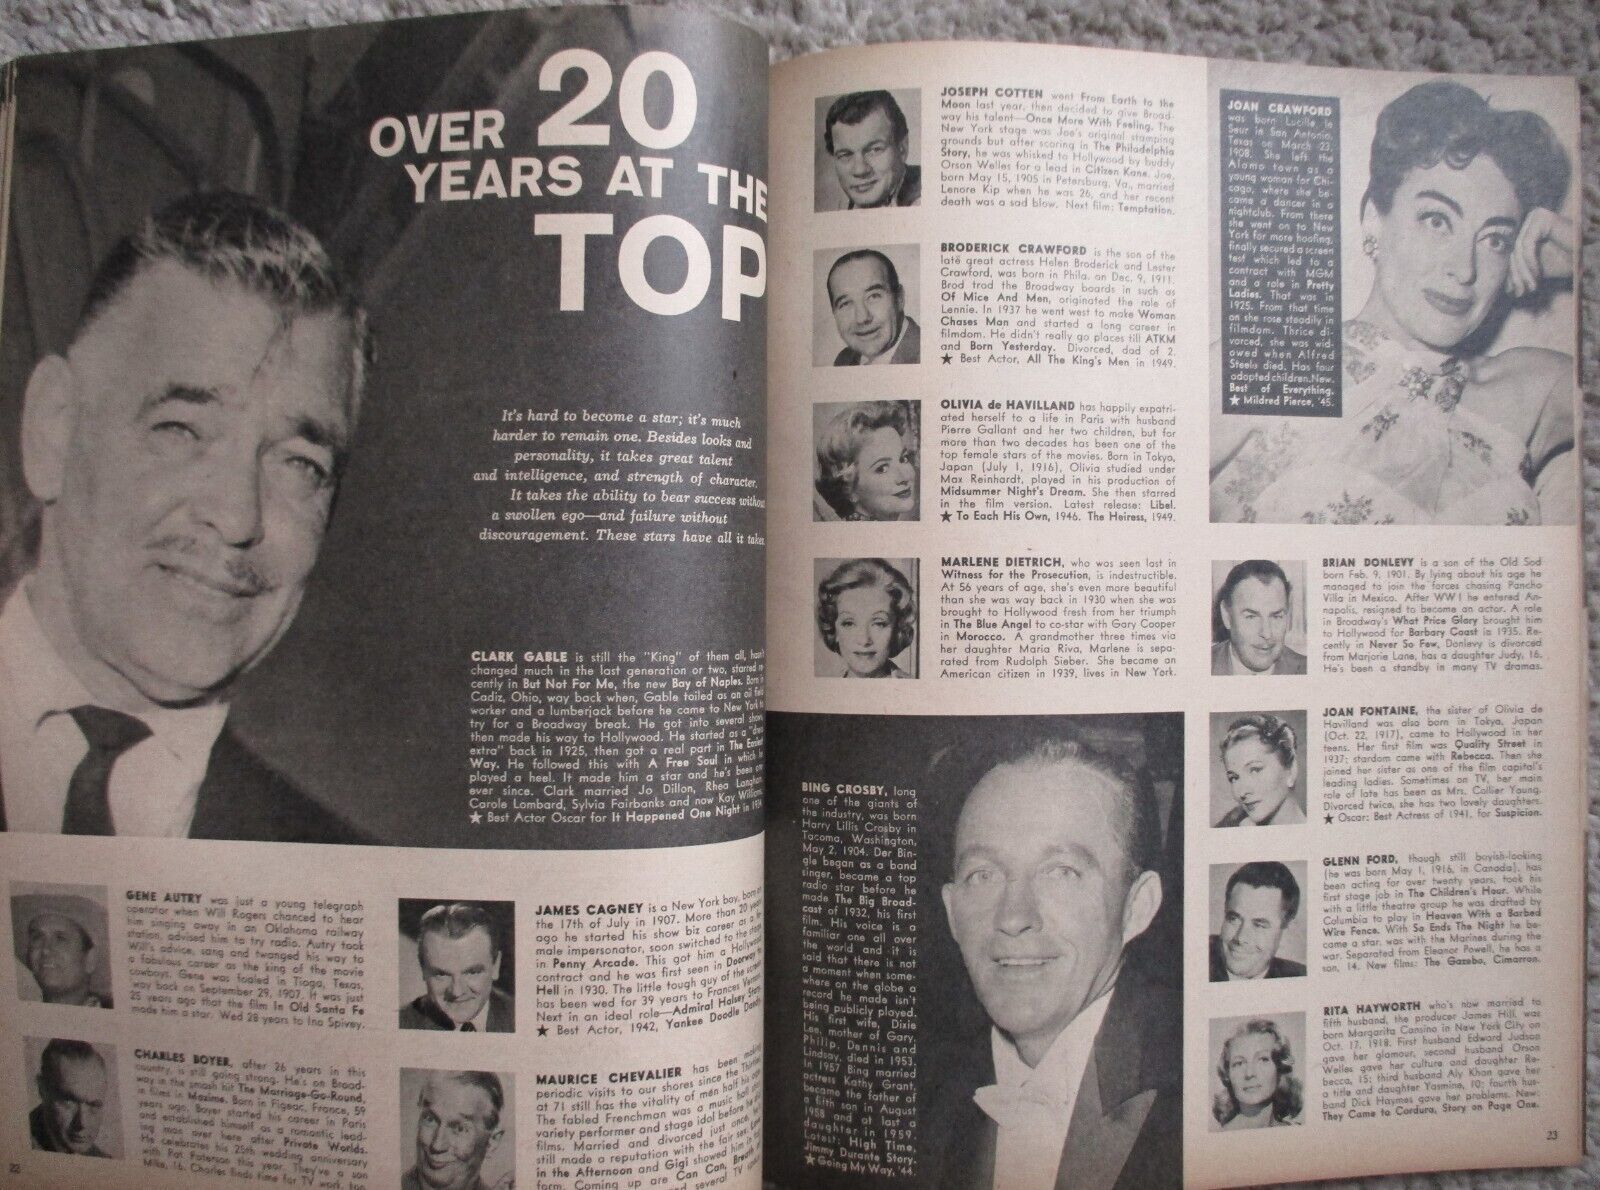 OVER 20
YEARS AT THE
TOP
It's hard to become a star; it's much
harder to remain one. Besides looks and
personality, it takes great talent
and intelligence, and strength of character.
It takes the ability to bear success without
a swollen ego—and failure without
discouragement. These stars have all it takes.
CLARK GABLE is still the "King" of them all, hasn't
changed much in the last generation or two, starred re-
cently in But Not For Me, the new Bay of Naples. Born in
Cadiz, Ohio, way back when, Gable toiled as an oil field
worker and a lumberjack before he came to New York to
try for a Broadway break. He got into several shows,
then made his way to Hollywood. He started as a "dress
extra" back in 1925, then got a real part in The Easiest
Way. He followed this with A Free Soul in which he
played a heel. It made him a star and he's been one
ever since. Clark married Jo Dillon, Rhea Langham,
Carole Lombard, Sylvia Fairbanks and now Kay Williams.
★ Best Actor Oscar for It Happened One Night in 1934
GENE AUTRY was just a young telegraph
operator when Will Rogers chanced to hear
him singing away in an Oklahoma railway
station, advised him to try radio. Autry took
Will's advice, sang and twanged his way to
a fabulous career as the king of the movie
cowboys. Gene was foaled in Tioga, Texas,
way back on September 29, 1907. It was just
25 years ago that the film In Old Santa Fe
made him a star. Wed 28 years to Ina Spivey.
CHARLES BOYER, after 26 years in this
country, is still going strong. He's on Broad-
way in the smash hit The Marriage-Go-Round,
films in Maxime. Born in Figeac, France, 59
years ago, Boyer started his career in Paris
and established himself as a romantic lead-
ing man over here after Private Worlds.
He celebrates his 25th wedding anniversary
with Pat Paterson this year. They've a son
Mike, 16. Charles finds time for TV work, too
JAMES CAGNEY is a New York boy, born on
the 17th of July in 1907. More than 20 years
ago he started his show biz career as a fe-
male impersonator, soon switched to the stage
in Penny Arcade. This got him a Hollywood
contract and he was first seen in Doorway to
Hell in 1930. The little tough guy of the screen
has been wed for 39 years to Frances Vernon.
Next in an ideal role—Admiral Halsey Story.
★ Best Actor, 1942, Yankee Doodle Dandy.
MAURICE CHEVALIER has been making
periodic visits to our shores since the Thirties,
at 71 still has the vitality of men half his age.
The fabled Frenchman was a music hall and
variety performer and stage idol before he did
films. Married and divorced just once, he's
still made a reputation with the fair sex. Love
in the Afternoon and Gigi showed him in top
form. Coming up are Can Can, Breath
several TV
22
JOSEPH COTTEN went From Earth to the
Moon last year, then decided to give Broad-
way his talent—Once More With Feeling. The
New York stage was Joe's original stamping
grounds but after scoring in The Philadelphia
Story, he was whisked to Hollywood by buddy
Orson Welles for a lead in Citizen Kane. Joe,
born May 15, 1905 in Petersburg, Va., married
Lenore Kip when he was 26, and her recent
death was a sad blow. Next film: Temptation.
BRODERICK CRAWFORD is the son of the
late great actress Helen Broderick and Lester
Crawford, was born in Phila. on Dec. 9, 1911.
Brod trod the Broadway boards in such as
Of Mice And Men, originated the role of
Lennie. In 1937 he went west to make Woman
Chases Man and started a long career in
filmdom. He didn't really go places till ATKM
and Born Yesterday. Divorced, dad of 2.
★ Best Actor, All The King's Men in 1949.
OLIVIA de HAVILLAND has happily expatri-
ated herself to a life in Paris with husband
Pierre Gallant and her two children, but for
more than two decades has been one of the
top female stars of the movies. Born in Tokyo,
Japan (July 1, 1916), Olivia studied under
Max Reinhardt, played in his production of
Midsummer Night's Dream. She then starred
in the film version. Latest release: Libel.
★ To Each His Own, 1946. The Heiress, 1949.
MARLENE DIETRICH, who was seen last in
Witness for the Prosecution, is indestructible.
At 56 years of age, she's even more beautiful
than she was way back in 1930 when she was
brought to Hollywood fresh from her triumph
in The Blue Angel to co-star with Gary Cooper
in Morocco. A grandmother three times via
her daughter Maria Riva, Marlene is sepa-
rated from Rudolph Sieber. She became an
American citizen in 1939, lives in New York.
BING CROSBY, long
one of the giants of
the industry, was born
Harry Lillis Crosby in
Tacoma, Washington,
May 2, 1904. Der Bin-
gle began as a band
singer, became a top
radio star before he
made The Big Broad-
cast of 1932, his first
film. His voice is a
familiar one all over
the world and it is
said that there is not
a moment when some-
where on the globe a
record he made isn't
being publicly played.
His first wife, Dixie
Lee, mother of Gary,
Philip, Dennis and
Lindsay, died in 1953.
In 1957 Bing married
actress Kathy Grant,
became the father of
a fifth son in August
1958 and at last a
daughter in 1959.
Latest: High Time,
Jimmy Durante Story.
★ Going My Way, '44.
JOAN CRAWFORD
was born Lucille le
Seur in San Antonio,
Texas on March 23,
1908. She left the
Alamo town as a
young woman for Chi-
cago, where she be-
came a dancer in a
nightclub. From there
she went on to New
York for more hoofing,
finally secured a screen
test which led to a
contract with MGM
and a role in Pretty
Ladies. That was in
1925. From that time
on she rose steadily in
filmdom. Thrice di-
vorced, she was wid-
owed when Alfred
Steele died. Has four
adopted children. New.
Best of Everything.
★ Mildred Pierce, '45.
BRIAN DONLEVY is a son of the Old Sod
born Feb. 9, 1901. By lying about his age he
managed to join the forces chasing Pancho
Villa in Mexico. After WW I he entered An-
napolis, resigned to become an actor. A role
in Broadway's What Price Glory brought him
to Hollywood for Barbary Coast in 1935. Re-
cently in Never So Few, Donlevy is divorced
from Marjorie Lane, has a daughter Judy, 16.
He's been a standby in many TV dramas.
JOAN FONTAINE, the sister of Olivia de
Havilland was also born in Tokyo, Japan
(Oct. 22, 1917), came to Hollywood in her
teens. Her first film was Quality Street in
1937; stardom came with Rebecca. Then she
joined her sister as one of the film capital's
leading ladies. Sometimes on TV, her main
role of late has been as Mrs. Collier Young.
Divorced twice, she has two lovely daughters.
★ Oscar: Best Actress of 1941, for Suspicion.
GLENN FORD, though still boyish-looking
(he was born May 1, 1916, in Canada), has
been acting for over twenty years, took his
first stage job in The Children's Hour. While
with a little theatre group he was drafted by
Columbia to play in Heaven With a Barbed
Wire Fence. With So Ends The Night he be-
came a star, was with the Marines during the
war. Separated from Eleanor Powell, he has a
son, 14. New films: The Gazebo, Cimarron.
RITA HAYWORTH who's now married to
fifth husband, the producer James Hill, was
born Margarita Cansino in New York City on
Oct. 17, 1918. First husband Edward Judson
gave her glamour, second husband Orson
Welles gave her culture and daughter Re-
becca, 15; third husband Aly Khan gave her
a title and daughter Yasmine, 10; fourth hus-
band Dick Haymes gave her problems. New:
They Came to Cordura, Story on Page One.
23